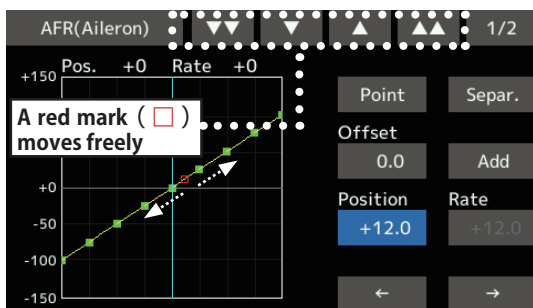 AFR(Aileron) ▼▼ ▼ ▲ ▲▲ 1/2
Pos. +0 Rate +0
+150
A red mark (□)
moves freely
+0
-50
-100
-150
Point Separ.
Offset
0.0 Add
Position Rate
+12.0 +12.0
← →